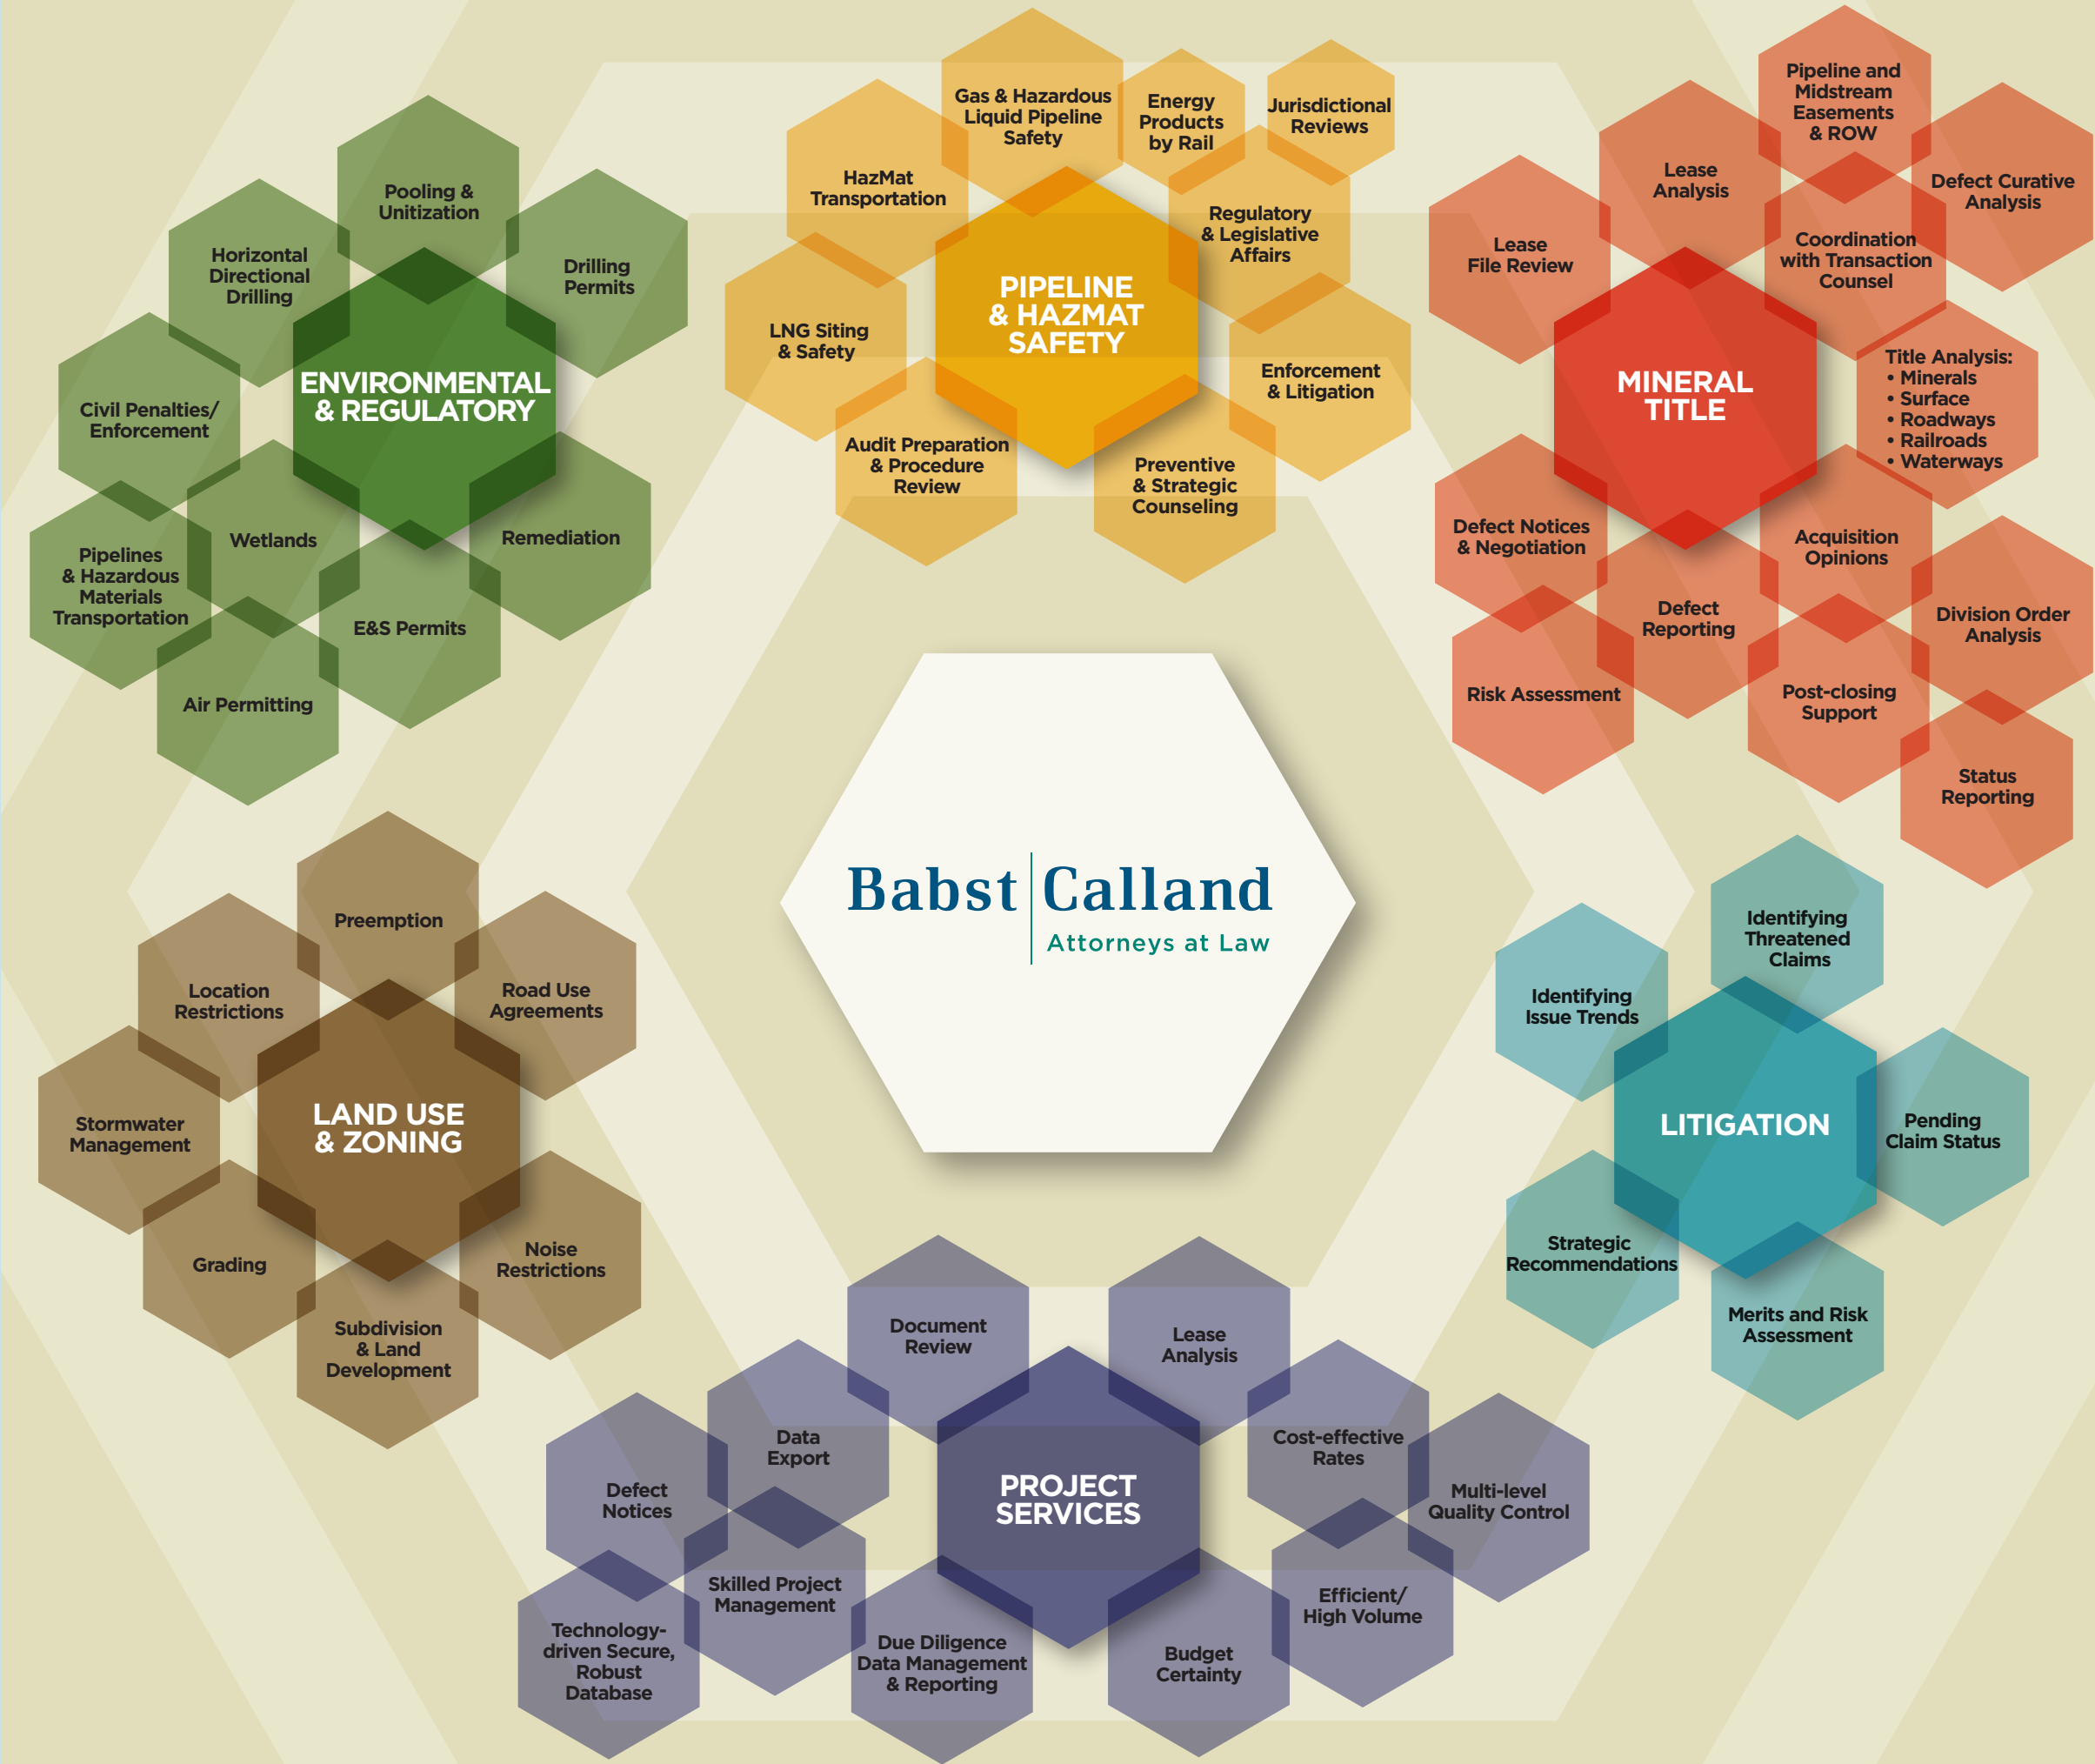 Pooling &
Unitization
Horizontal
Directional
Drilling
Drilling
Permits
ENVIRONMENTAL
& REGULATORY
Civil Penalties/
Enforcement
Wetlands
Remediation
Pipelines
& Hazardous
Materials
Transportation
E&S Permits
Air Permitting
Gas & Hazardous
Liquid Pipeline
Safety
Energy
Products
by Rail
Jurisdictional
Reviews
HazMat
Transportation
Regulatory
& Legislative
Affairs
PIPELINE
& HAZMAT
SAFETY
LNG Siting
& Safety
Enforcement
& Litigation
Audit Preparation
& Procedure
Review
Preventive
& Strategic
Counseling
Pipeline and
Midstream
Easements
& ROW
Lease
Analysis
Defect Curative
Analysis
Lease
File Review
Coordination
with Transaction
Counsel
MINERAL
TITLE
Title Analysis:
• Minerals
• Surface
• Roadways
• Railroads
• Waterways
Defect Notices
& Negotiation
Acquisition
Opinions
Defect
Reporting
Division Order
Analysis
Risk Assessment
Post-closing
Support
Status
Reporting
Babst Calland
Attorneys at Law
Preemption
Location
Restrictions
Road Use
Agreements
LAND USE
& ZONING
Stormwater
Management
Grading
Noise
Restrictions
Subdivision
& Land
Development
Identifying
Threatened
Claims
Identifying
Issue Trends
LITIGATION
Pending
Claim Status
Strategic
Recommendations
Merits and Risk
Assessment
Document
Review
Lease
Analysis
Data
Export
Cost-effective
Rates
Defect
Notices
PROJECT
SERVICES
Multi-level
Quality Control
Skilled Project
Management
Efficient/
High Volume
Technology-
driven Secure,
Robust
Database
Due Diligence
Data Management
& Reporting
Budget
Certainty